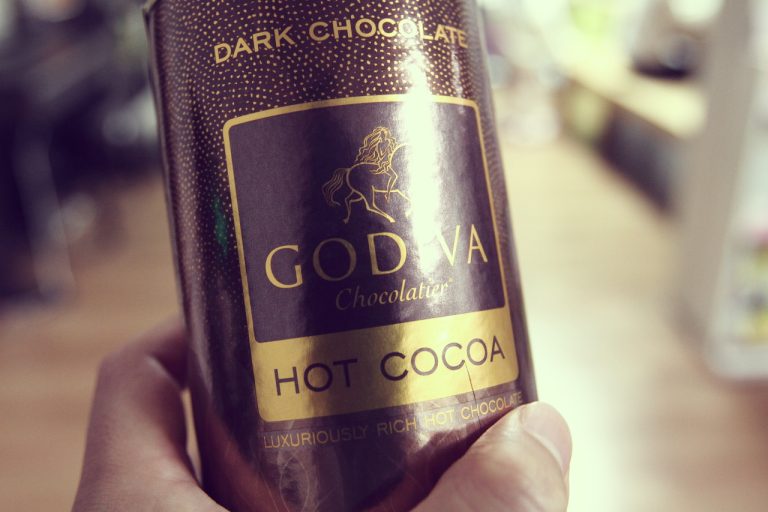 DARK CHOCOLATE
GODIVA
Chocolatier
HOT COCOA
LUXURIOUSLY RICH HOT CHOCOLATE